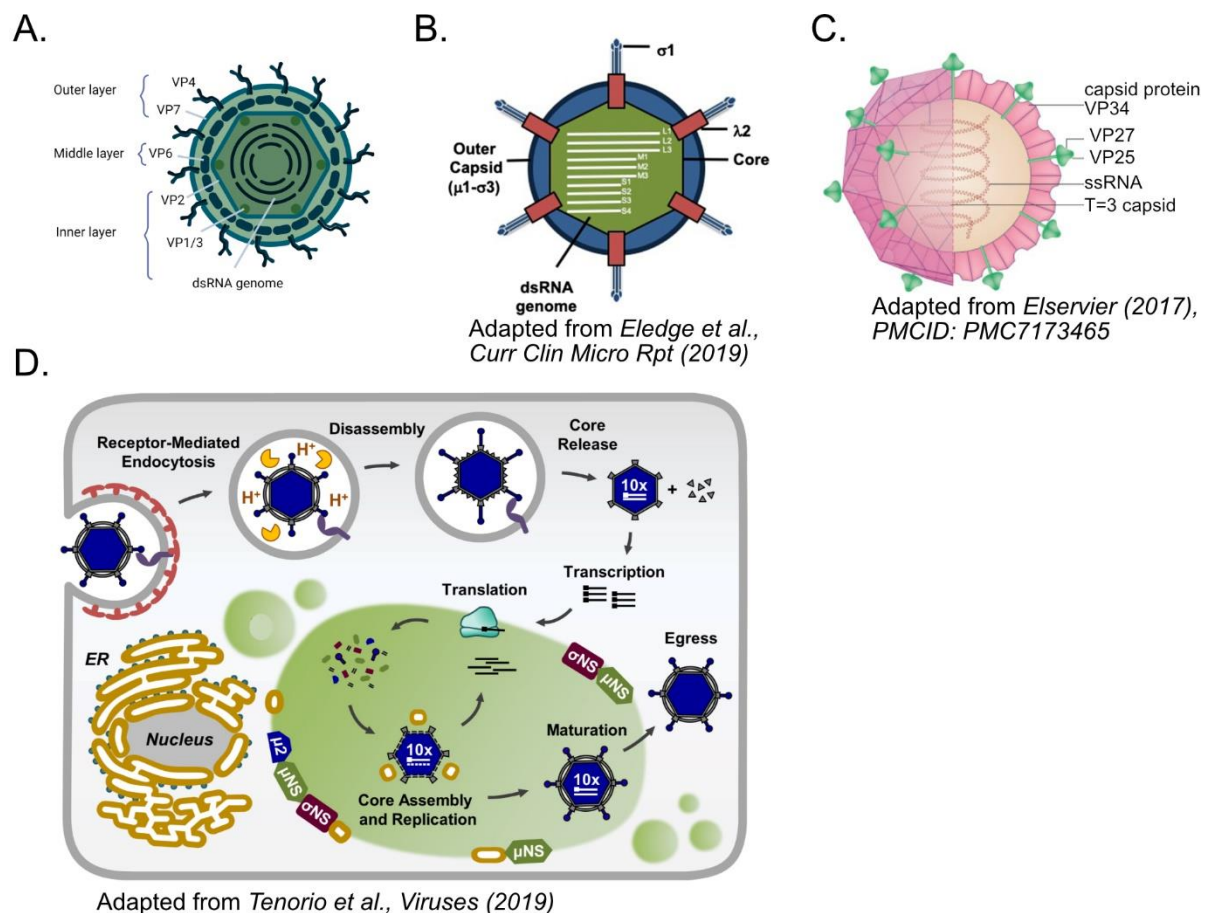 A.
Outer layer
VP4
VP7
Middle layer
VP6
Inner layer
VP2
VP1/3
dsRNA genome
B.
σ1
λ2
Outer
Capsid
(μ1-σ3)
Core
L1
L2
L3
M1
M2
M3
S1
S2
S3
S4
dsRNA
genome
Adapted from Eledge et al.,
Curr Clin Micro Rpt (2019)
C.
capsid protein
VP34
VP27
VP25
ssRNA
T=3 capsid
Adapted from Elservier (2017),
PMCID: PMC7173465
D.
Receptor-Mediated
Endocytosis
H+
H+
H+
Disassembly
Core
Release
10x
+
Transcription
Translation
ER
Nucleus
μ2
μNS
σNS
σNS
μNS
10x
Core Assembly
and Replication
Maturation
10x
Egress
μNS
Adapted from Tenorio et al., Viruses (2019)